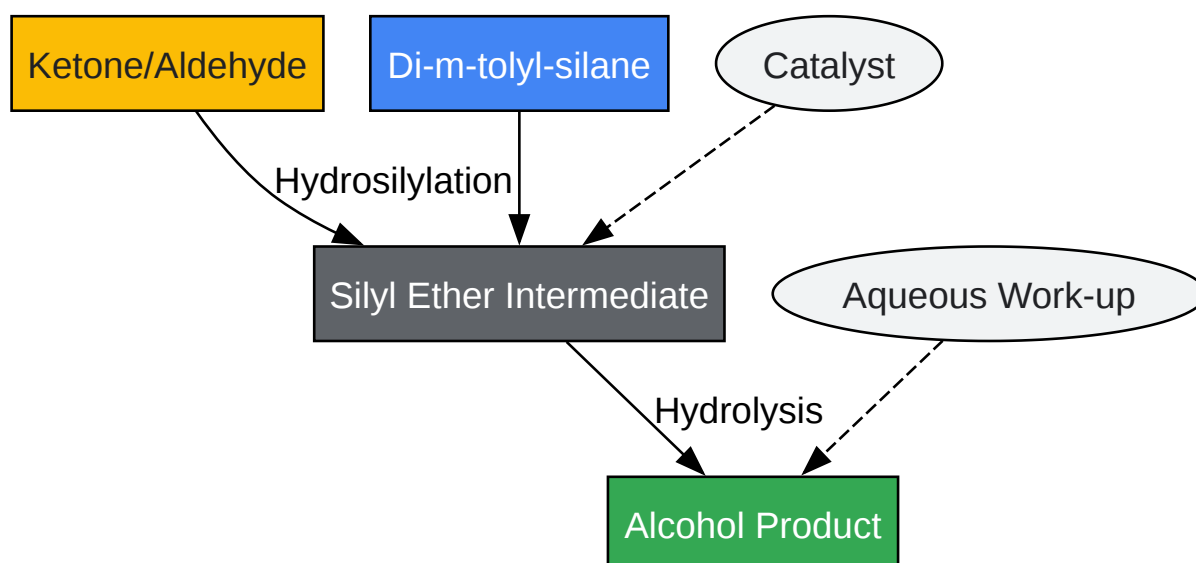 Ketone/Aldehyde
Di-m-tolyl-silane
Catalyst
Hydrosilylation
Silyl Ether Intermediate
Aqueous Work-up
Hydrolysis
Alcohol Product